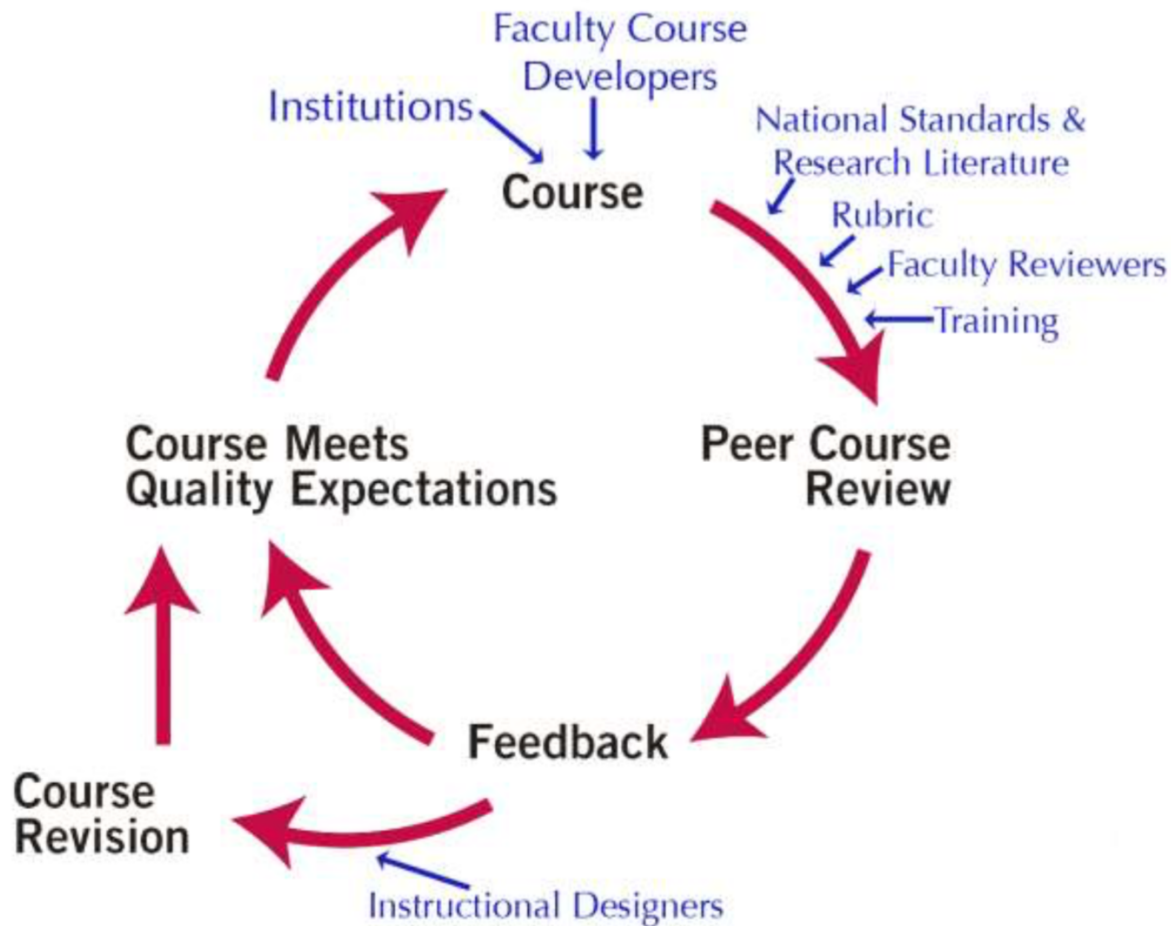 Faculty Course
Developers
Institutions
National Standards &
Research Literature
Course
Rubric
Faculty Reviewers
Training
Course Meets
Quality Expectations
Peer Course
Review
Feedback
Course
Revision
Instructional Designers